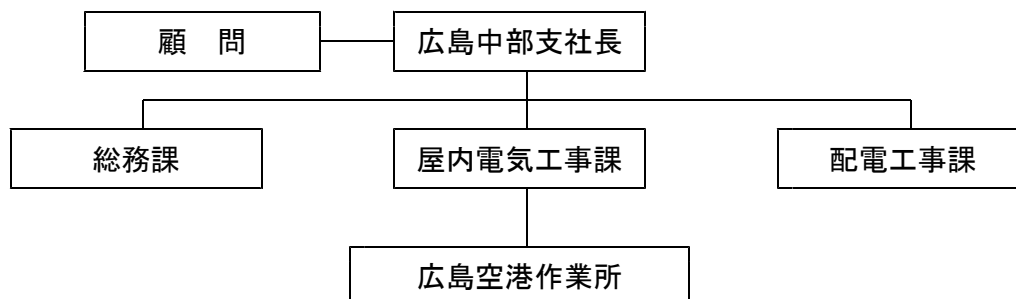 顧　問
広島中部支社長
総務課
屋内電気工事課
配電工事課
広島空港作業所